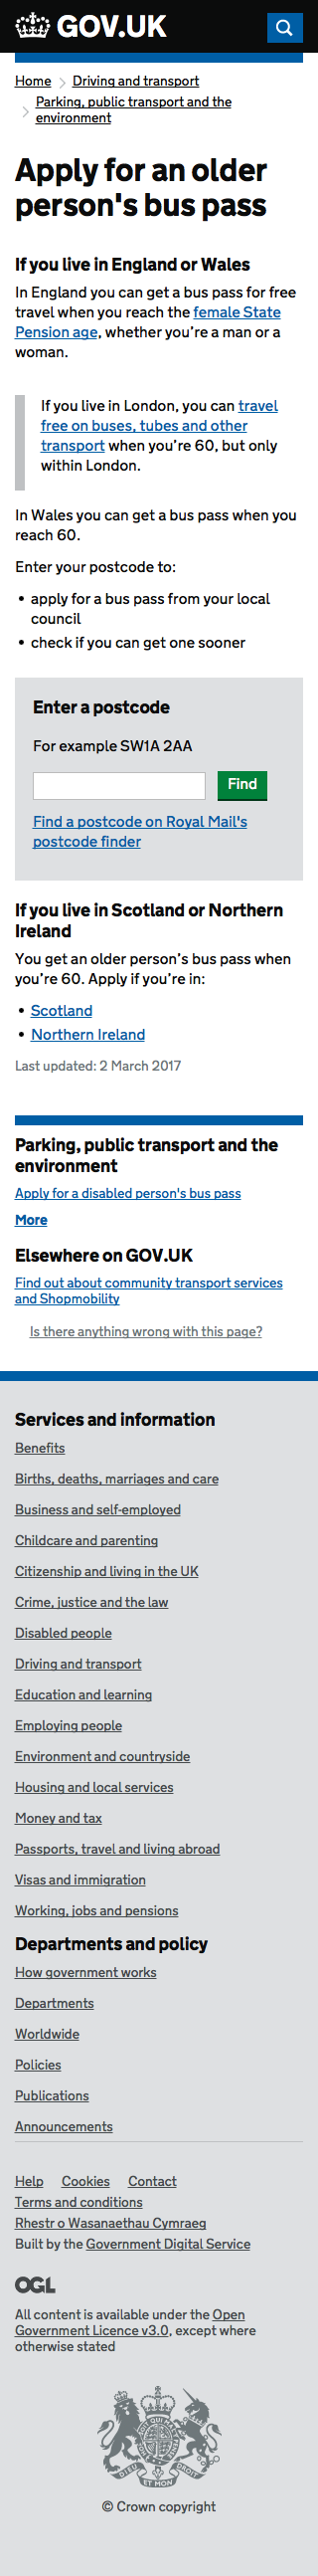 GOV.UK
Home
Driving and transport
Parking, public transport and the
environment
Apply for an older
person's bus pass
If you live in England or Wales
In England you can get a bus pass for free
travel when you reach the female State
Pension age, whether you’re a man or a
woman.
If you live in London, you can travel
free on buses, tubes and other
transport when you’re 60, but only
within London.
In Wales you can get a bus pass when you
reach 60.
Enter your postcode to:
• apply for a bus pass from your local
council
• check if you can get one sooner
Enter a postcode
For example SW1A 2AA
Find
Find a postcode on Royal Mail's
postcode finder
If you live in Scotland or Northern
Ireland
You get an older person’s bus pass when
you’re 60. Apply if you’re in:
• Scotland
• Northern Ireland
Last updated: 2 March 2017
Parking, public transport and the
environment
Apply for a disabled person's bus pass
More
Elsewhere on GOV.UK
Find out about community transport services
and Shopmobility
Is there anything wrong with this page?
Services and information
Benefits
Births, deaths, marriages and care
Business and self-employed
Childcare and parenting
Citizenship and living in the UK
Crime, justice and the law
Disabled people
Driving and transport
Education and learning
Employing people
Environment and countryside
Housing and local services
Money and tax
Passports, travel and living abroad
Visas and immigration
Working, jobs and pensions
Departments and policy
How government works
Departments
Worldwide
Policies
Publications
Announcements
Help Cookies Contact
Terms and conditions
Rhestr o Wasanaethau Cymraeg
Built by the Government Digital Service
OGL
All content is available under the Open
Government Licence v3.0, except where
otherwise stated
DIEU ET MON
© Crown copyright